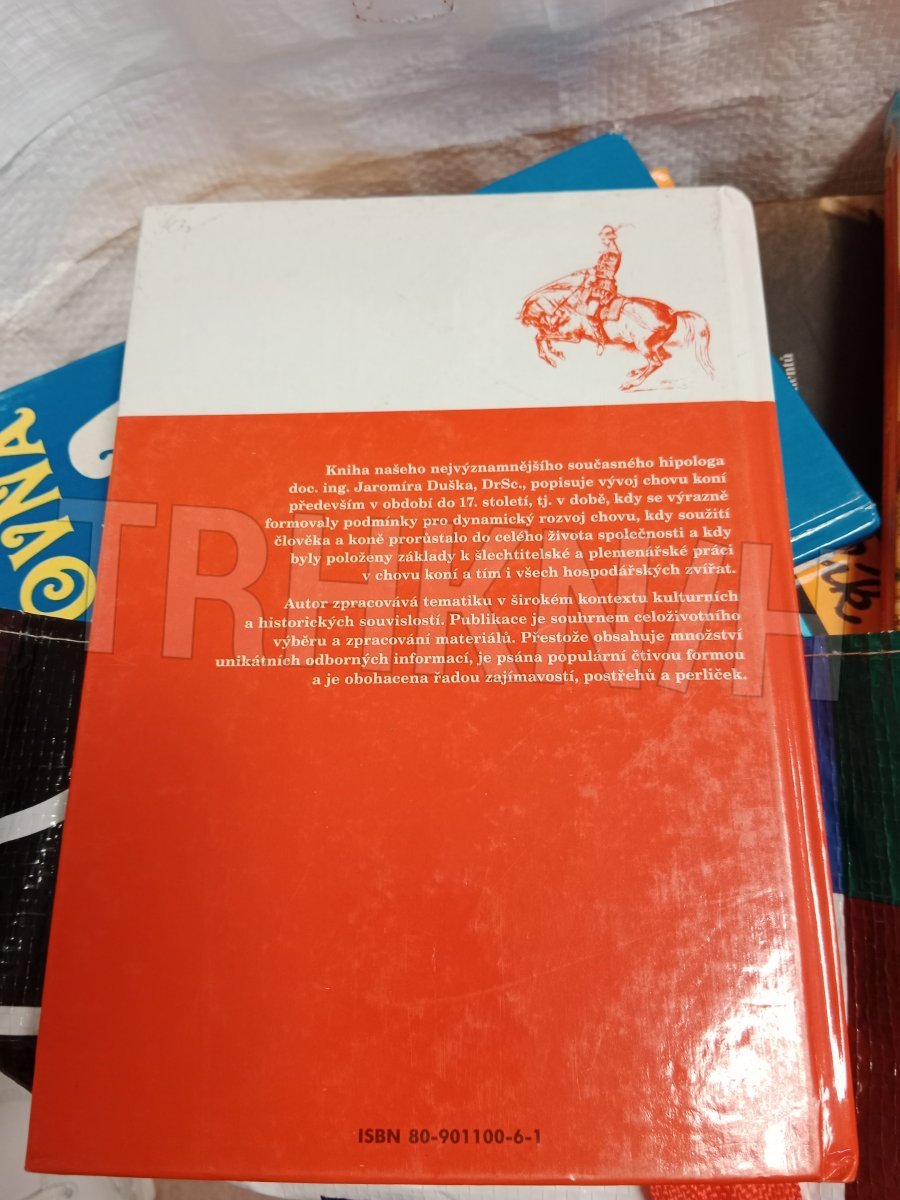 Kniha našeho nejvýznamnějšího současného hipologa
doc. ing. Jaromíra Duška, DrSc., popisuje vývoj chovu koní
především v období do 17. století, tj. v době, kdy se výrazně
formovaly podmínky pro dynamický rozvoj chovu, kdy soužití
člověka a koně prorůstalo do celého života společnosti a kdy
byly položeny základy k šlechtitelské a plemenářské práci
v chovu koní a tím i všech hospodářských zvířat.
Autor zpracovává tematiku v širokém kontextu kulturních
a historických souvislostí. Publikace je souhrnem celoživotního
výběru a zpracování materiálů. Přestože obsahuje množství
unikátních odborných informací, je psána populární čtivou formou
a je obohacena řadou zajímavostí, postřehů a perliček.
ISBN 80-901100-6-1
OVNA
TRHKNIH